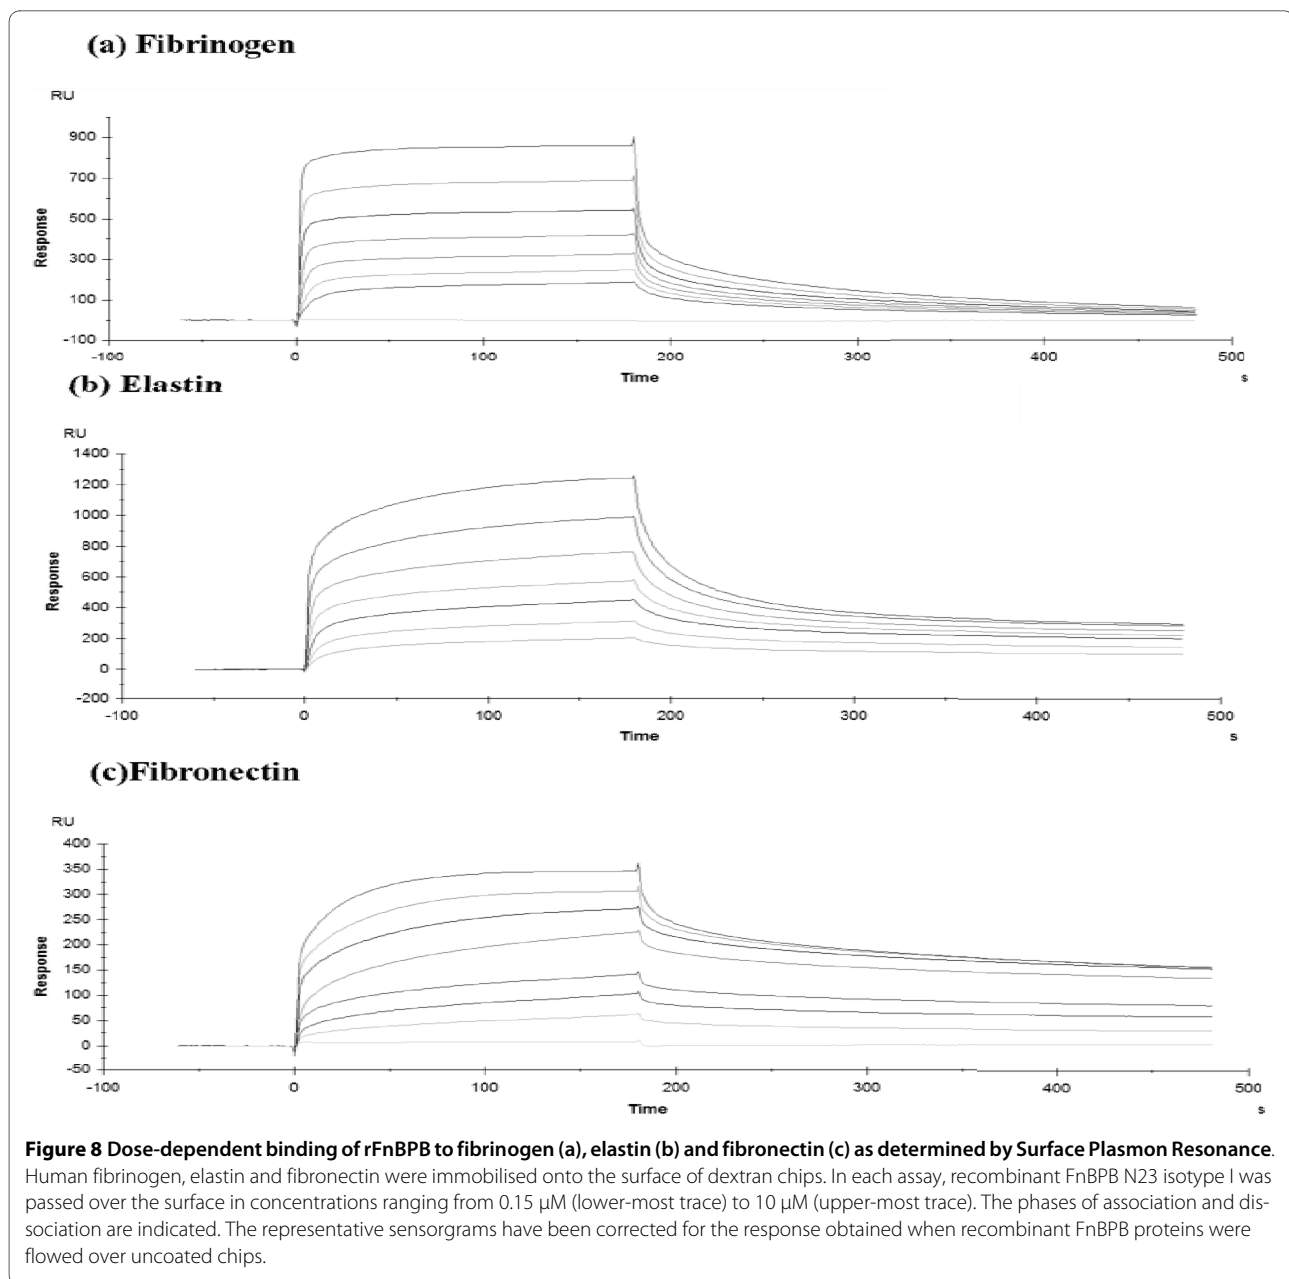 (a) Fibrinogen
RU
900
700
500
300
100
-100
Response
-100 0 100 200 300 400 500
Time
s
(b) Elastin
RU
1400
1200
1000
800
600
400
200
0
-200
Response
-100 0 100 200 300 400 500
Time
s
(c)Fibronectin
RU
400
350
300
250
200
150
100
50
0
-50
Response
-100 0 100 200 300 400 500
Time
s
Figure 8 Dose-dependent binding of rFnBPB to fibrinogen (a), elastin (b) and fibronectin (c) as determined by Surface Plasmon Resonance.
Human fibrinogen, elastin and fibronectin were immobilised onto the surface of dextran chips. In each assay, recombinant FnBPB N23 isotype I was
passed over the surface in concentrations ranging from 0.15 μM (lower-most trace) to 10 μM (upper-most trace). The phases of association and dis-
sociation are indicated. The representative sensorgrams have been corrected for the response obtained when recombinant FnBPB proteins were
flowed over uncoated chips.